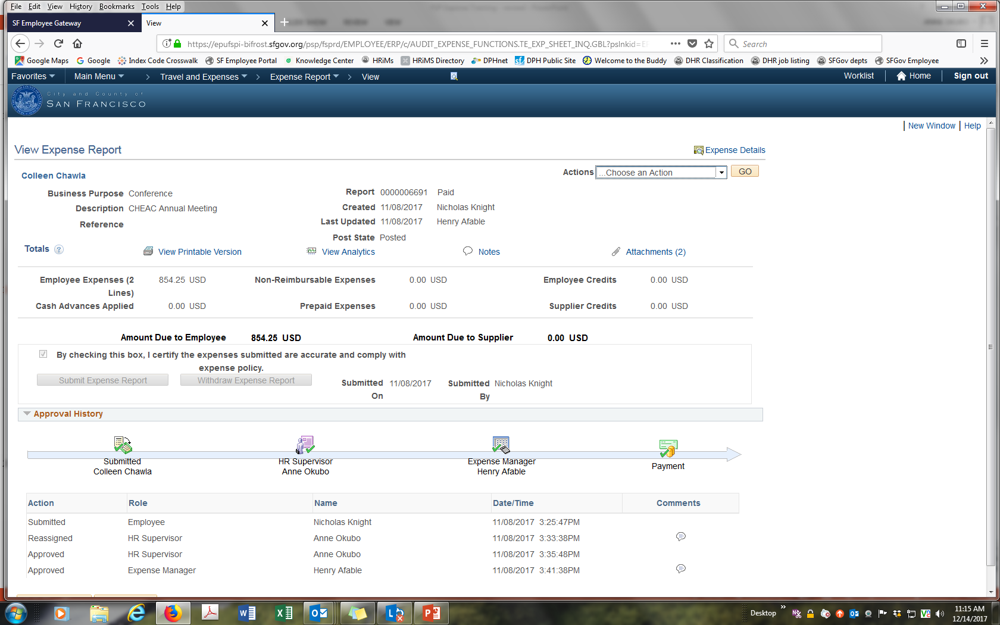 File Edit View History Bookmarks Tools Help
SF Employee Gateway
View
https://epufspi-bifrost.sfgov.org/psp/fsprd/EMPLOYEE/ERP/c/AUDIT_EXPENSE_FUNCTIONS.TE_EXP_SHEET_INQ.GBL?pslnkid=
Search
Google Maps Google Index Code Crosswalk SF Employee Portal Knowledge Center HRiMs HRiMS Directory DPHnet DPH Public Site Welcome to the Buddy DHR Classification DHR job listing SFGov depts SFGov Employee
Favorites Main Menu > Travel and Expenses > Expense Report > View Worklist Home Sign out
City and County of
SAN FRANCISCO
New Window Help
View Expense Report
Expense Details
Colleen Chawla
Actions ...Choose an Action GO
Business Purpose Conference
Report 0000006691 Paid
Description CHEAC Annual Meeting
Created 11/08/2017 Nicholas Knight
Reference
Last Updated 11/08/2017 Henry Afable
Post State Posted
Totals ? View Printable Version View Analytics Notes Attachments (2)
Employee Expenses (2 Lines) 854.25 USD Non-Reimbursable Expenses 0.00 USD Employee Credits 0.00 USD
Cash Advances Applied 0.00 USD Prepaid Expenses 0.00 USD Supplier Credits 0.00 USD
Amount Due to Employee 854.25 USD Amount Due to Supplier 0.00 USD
By checking this box, I certify the expenses submitted are accurate and comply with
expense policy.
Submit Expense Report Withdraw Expense Report Submitted On 11/08/2017 Submitted By Nicholas Knight
Approval History
Submitted
Colleen Chawla
HR Supervisor
Anne Okubo
Expense Manager
Henry Afable
Payment
Action Role Name Date/Time Comments
Submitted Employee Nicholas Knight 11/08/2017 3:25:47PM
Reassigned HR Supervisor Anne Okubo 11/08/2017 3:33:38PM
Approved HR Supervisor Anne Okubo 11/08/2017 3:35:48PM
Approved Expense Manager Henry Afable 11/08/2017 3:41:38PM
Desktop
11:15 AM
12/14/2017